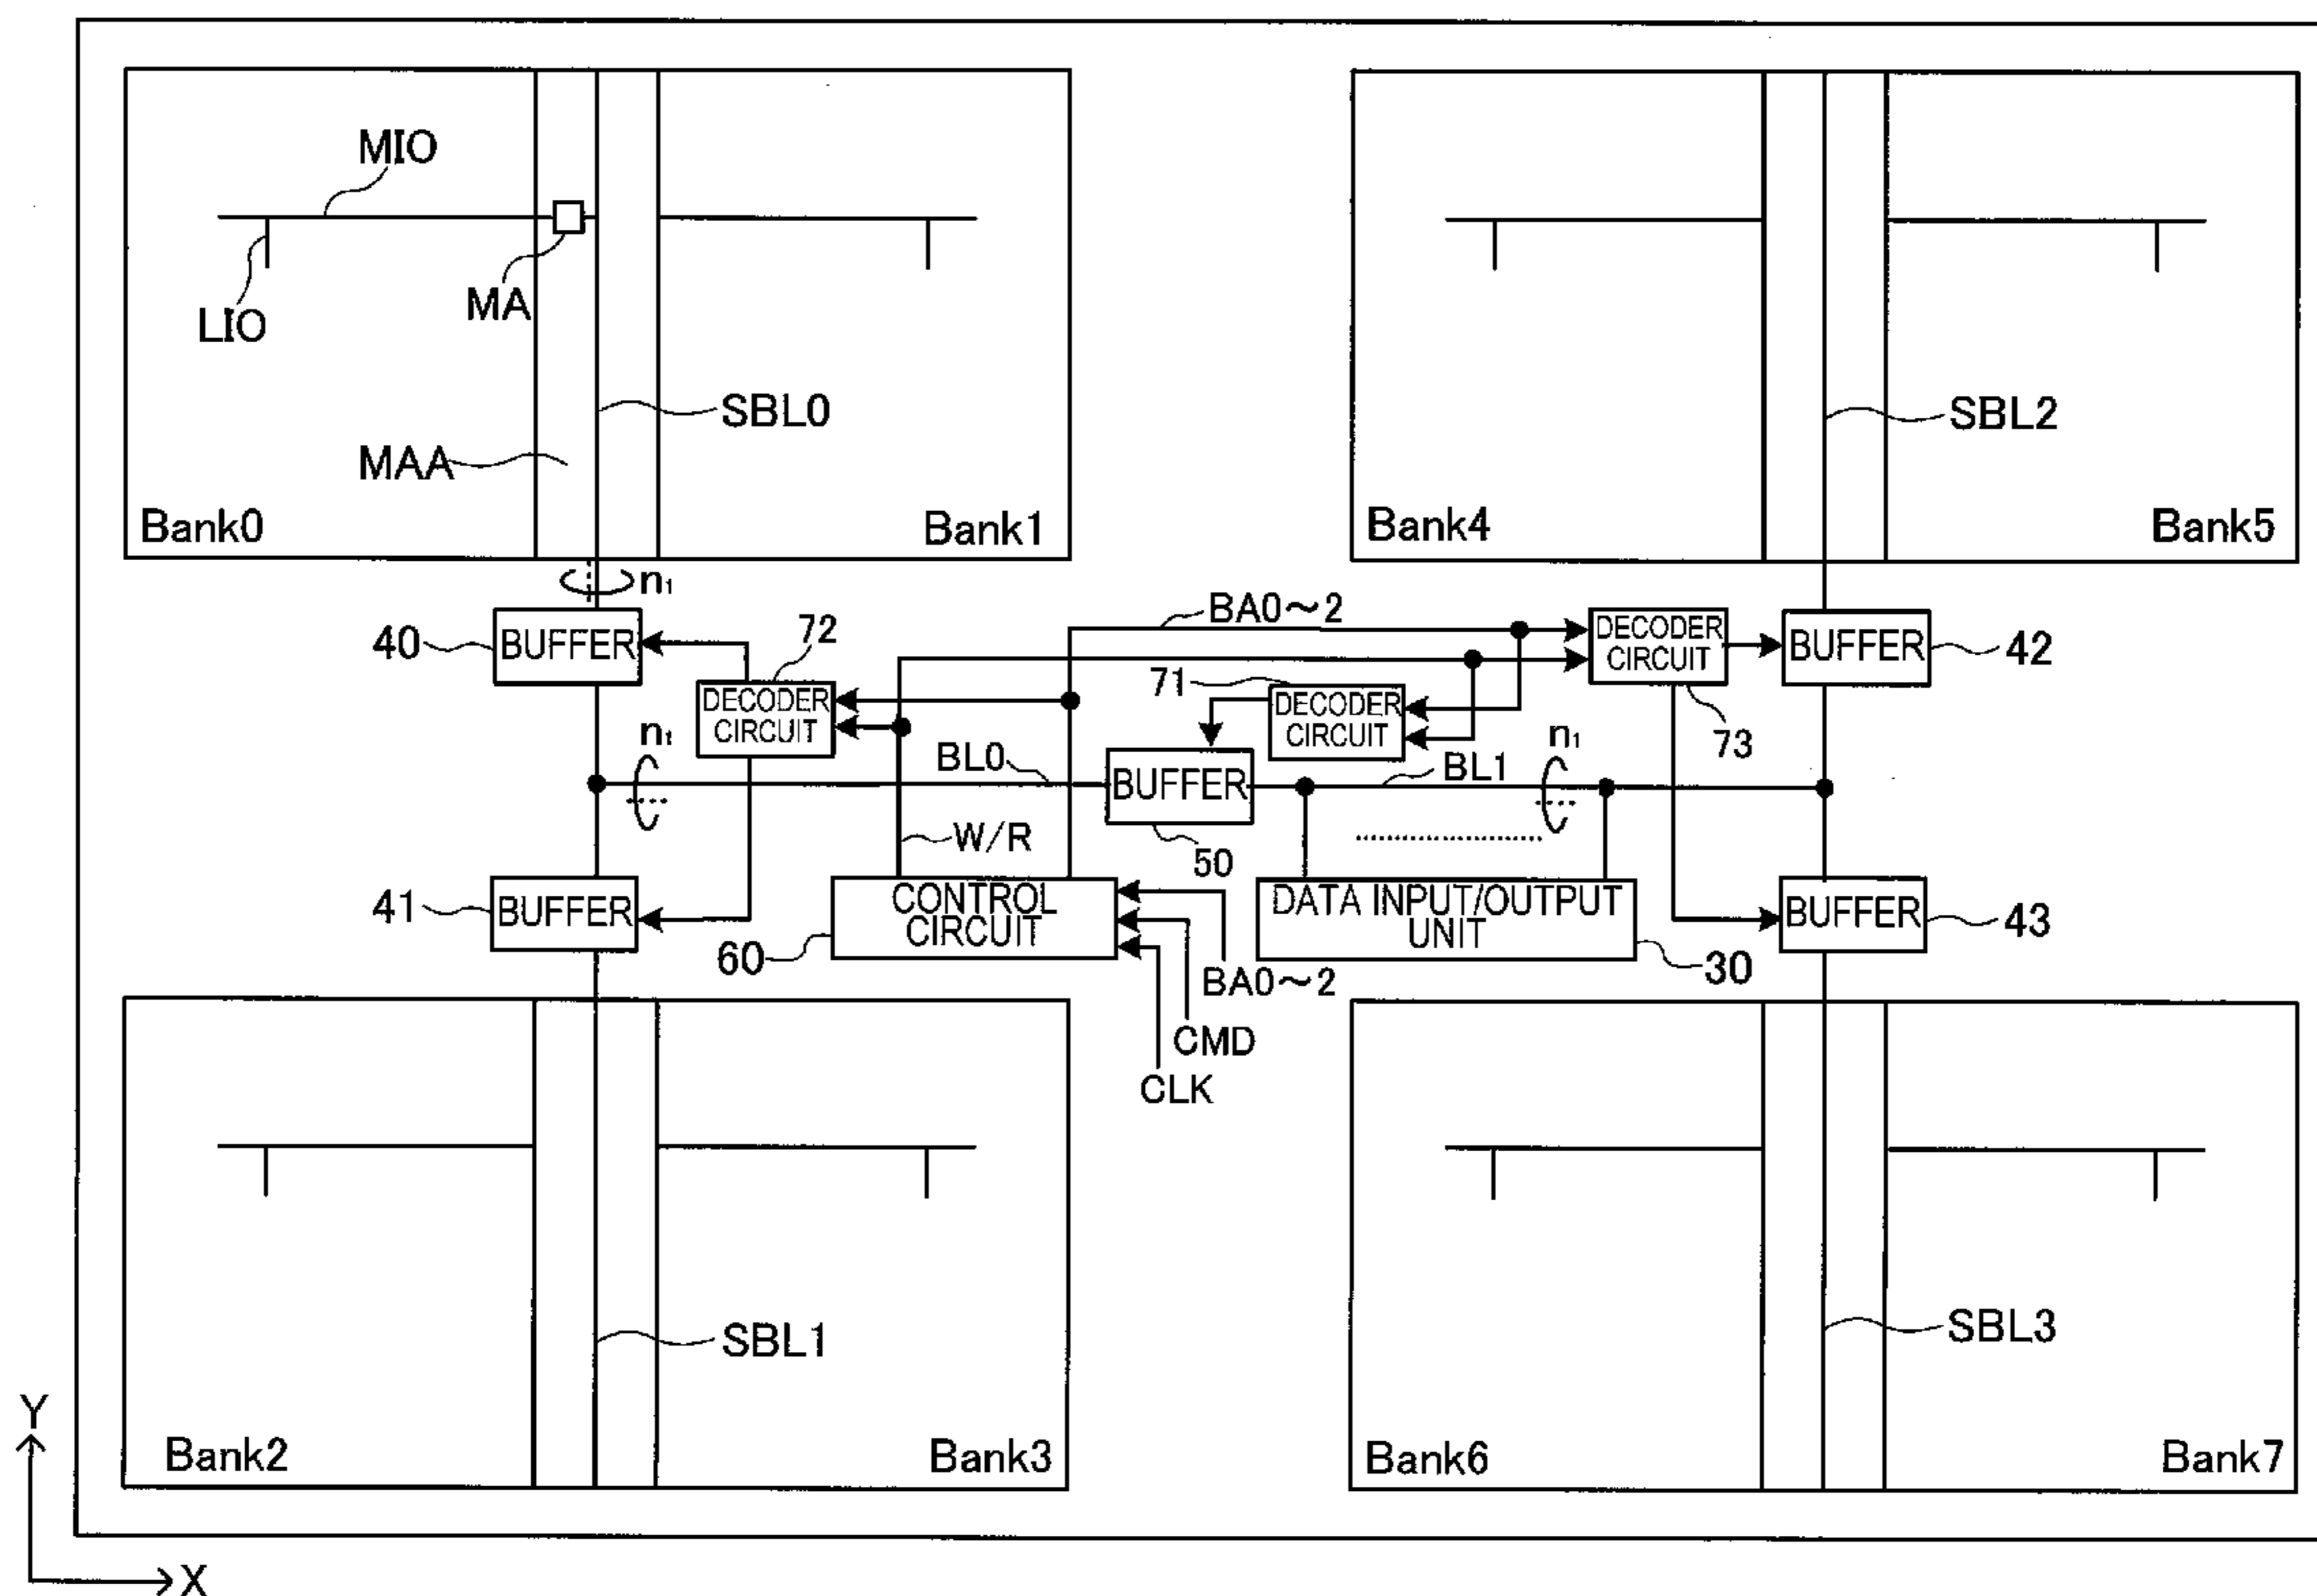 MIO
MA
LIO
SBL0
SBL2
MAA
Bank0
Bank1
Bank4
Bank5
n1
BA0~2
40
BUFFER
72
DECODER
CIRCUIT
BUFFER
42
71
DECODER
CIRCUIT
DECODER
CIRCUIT
73
n1
BL0
BUFFER
BL1
n1
W/R
50
41
BUFFER
CONTROL
CIRCUIT
DATA INPUT/OUTPUT
UNIT
BUFFER
43
60
30
BA0~2
CMD
CLK
SBL1
SBL3
Y
Bank2
Bank3
Bank6
Bank7
X